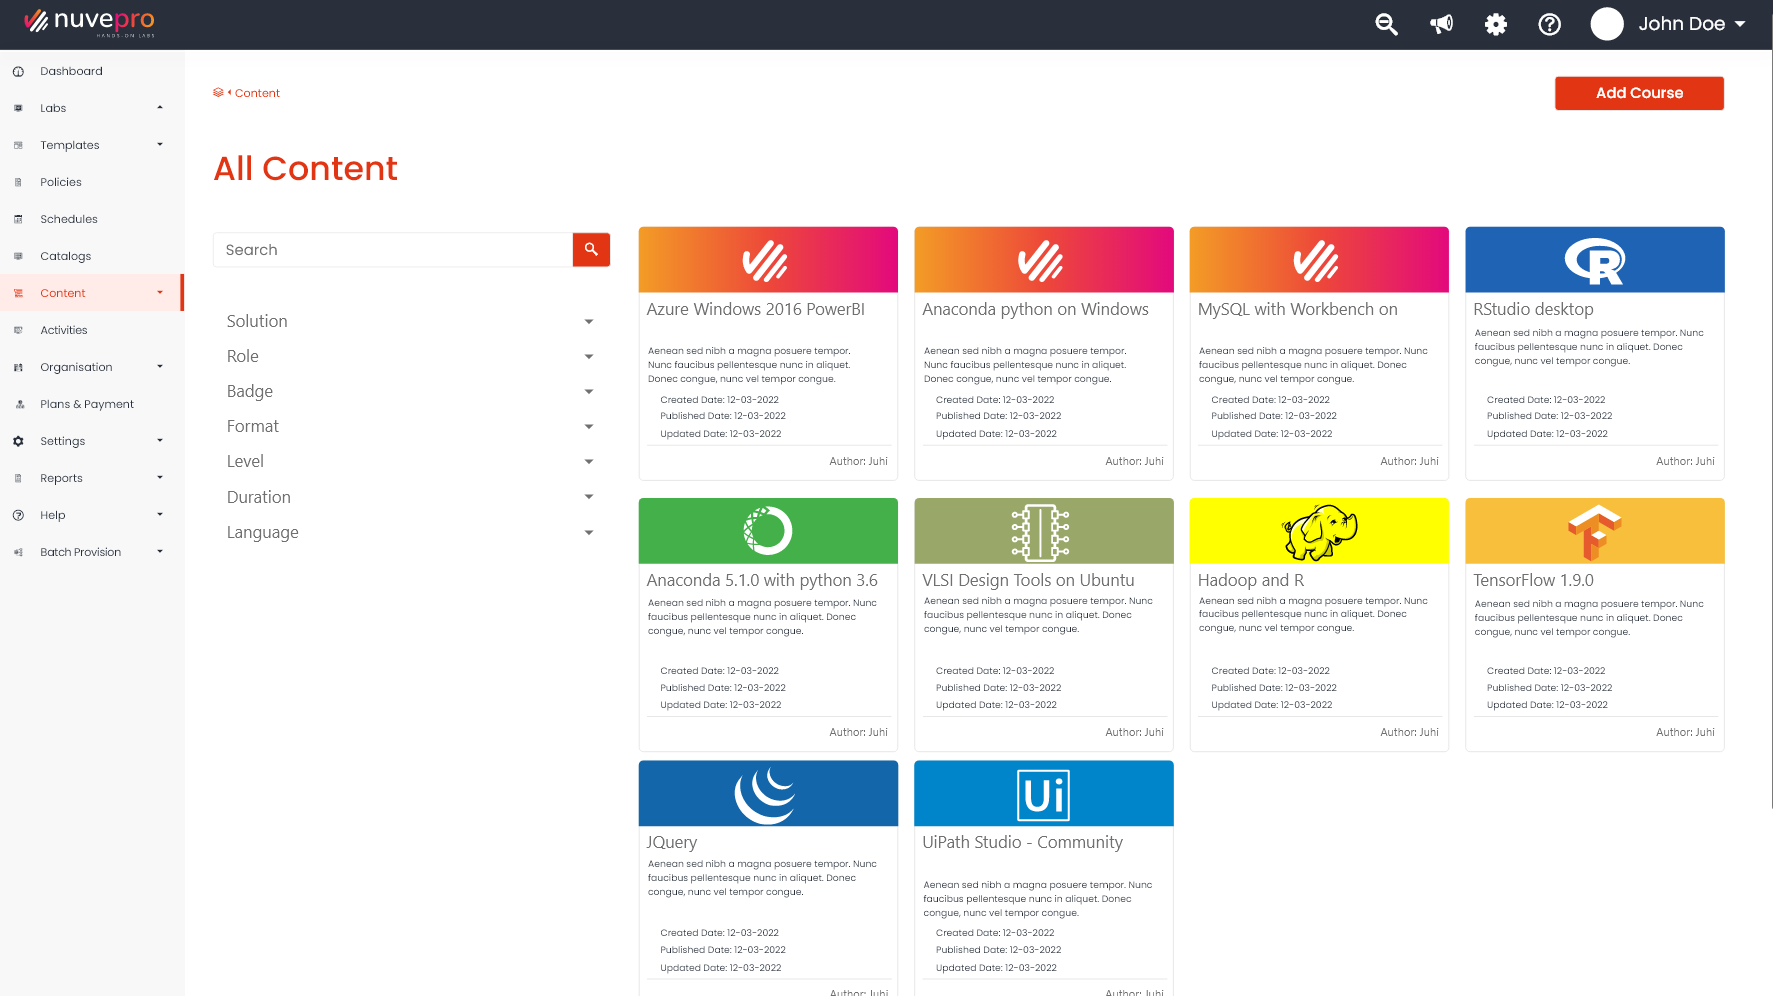 nuvepro
HANDS-ON LABS
John Doe
Dashboard
Labs
Templates
Policies
Schedules
Catalogs
Content
Activities
Organisation
Plans & Payment
Settings
Reports
Help
Batch Provision
Content
Add Course
All Content
Search
Solution
Role
Badge
Format
Level
Duration
Language
Azure Windows 2016 PowerBI
Aenean sed nibh a magna posuere tempor.
Nunc faucibus pellentesque nunc in aliquet.
Donec congue, nunc vel tempor congue.
Created Date: 12-03-2022
Published Date: 12-03-2022
Updated Date: 12-03-2022
Author: Juhi
Anaconda python on Windows
Aenean sed nibh a magna posuere tempor.
Nunc faucibus pellentesque nunc in aliquet.
Donec congue, nunc vel tempor congue.
Created Date: 12-03-2022
Published Date: 12-03-2022
Updated Date: 12-03-2022
Author: Juhi
MySQL with Workbench on
Aenean sed nibh a magna posuere tempor. Nunc
faucibus pellentesque nunc in aliquet. Donec
congue, nunc vel tempor congue.
Created Date: 12-03-2022
Published Date: 12-03-2022
Updated Date: 12-03-2022
Author: Juhi
R
RStudio desktop
Aenean sed nibh a magna posuere tempor. Nunc
faucibus pellentesque nunc in aliquet. Donec
congue, nunc vel tempor congue.
Created Date: 12-03-2022
Published Date: 12-03-2022
Updated Date: 12-03-2022
Author: Juhi
Anaconda 5.1.0 with python 3.6
Aenean sed nibh a magna posuere tempor. Nunc
faucibus pellentesque nunc in aliquet. Donec
congue, nunc vel tempor congue.
Created Date: 12-03-2022
Published Date: 12-03-2022
Updated Date: 12-03-2022
Author: Juhi
VLSI Design Tools on Ubuntu
Aenean sed nibh a magna posuere tempor. Nunc
faucibus pellentesque nunc in aliquet. Donec
congue, nunc vel tempor congue.
Created Date: 12-03-2022
Published Date: 12-03-2022
Updated Date: 12-03-2022
Author: Juhi
Hadoop and R
Aenean sed nibh a magna posuere tempor. Nunc
faucibus pellentesque nunc in aliquet. Donec
congue, nunc vel tempor congue.
Created Date: 12-03-2022
Published Date: 12-03-2022
Updated Date: 12-03-2022
Author: Juhi
TensorFlow 1.9.0
Aenean sed nibh a magna posuere tempor. Nunc
faucibus pellentesque nunc in aliquet. Donec
congue, nunc vel tempor congue.
Created Date: 12-03-2022
Published Date: 12-03-2022
Updated Date: 12-03-2022
Author: Juhi
JQuery
Aenean sed nibh a magna posuere tempor. Nunc
faucibus pellentesque nunc in aliquet. Donec
congue, nunc vel tempor congue.
Created Date: 12-03-2022
Published Date: 12-03-2022
Updated Date: 12-03-2022
Author: Juhi
Ui
UiPath Studio - Community
Aenean sed nibh a magna posuere tempor. Nunc
faucibus pellentesque nunc in aliquet. Donec
congue, nunc vel tempor congue.
Created Date: 12-03-2022
Published Date: 12-03-2022
Updated Date: 12-03-2022
Author: Juhi